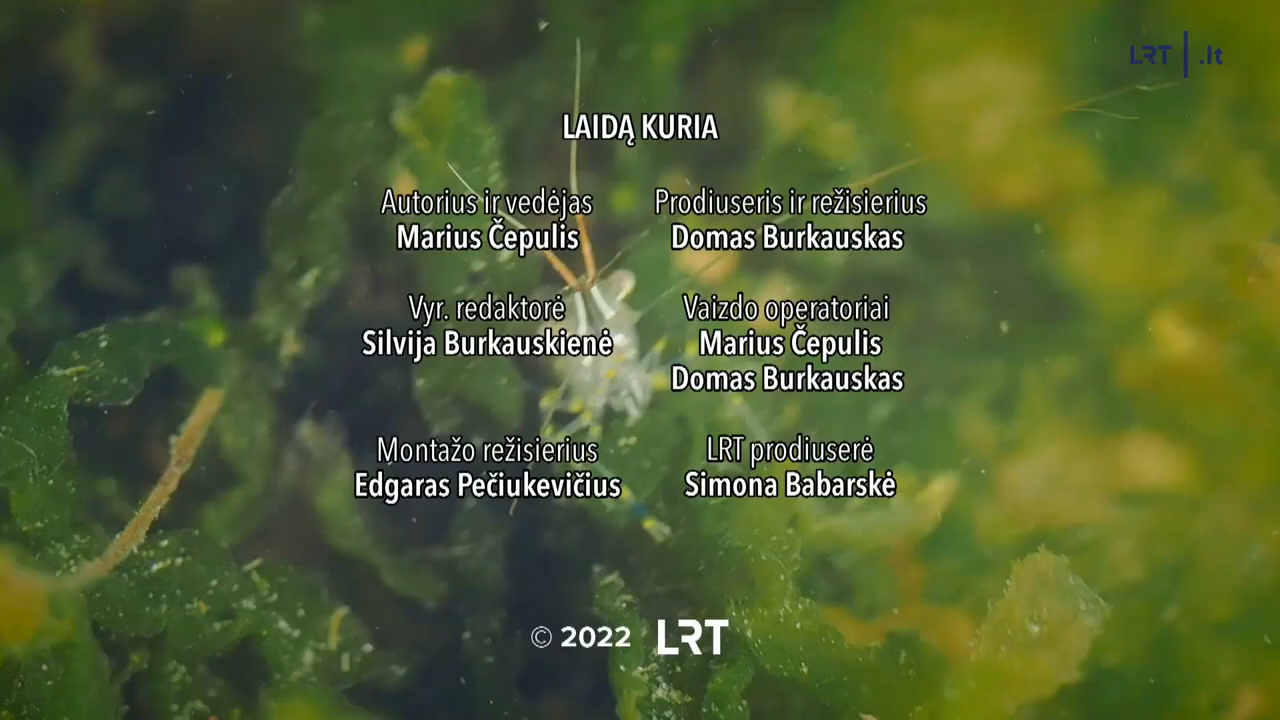 LRT | .lt
LAIDĄ KURIA
Autorius ir vedėjas
Marius Čepulis
Prodiuseris ir režisierius
Domas Burkauskas
Vyr. redaktorė
Silvija Burkauskienė
Vaizdo operatoriai
Marius Čepulis
Domas Burkauskas
Montažo režisierius
Edgaras Pečiukevičius
LRT prodiuserė
Simona Babarskė
© 2022 LRT